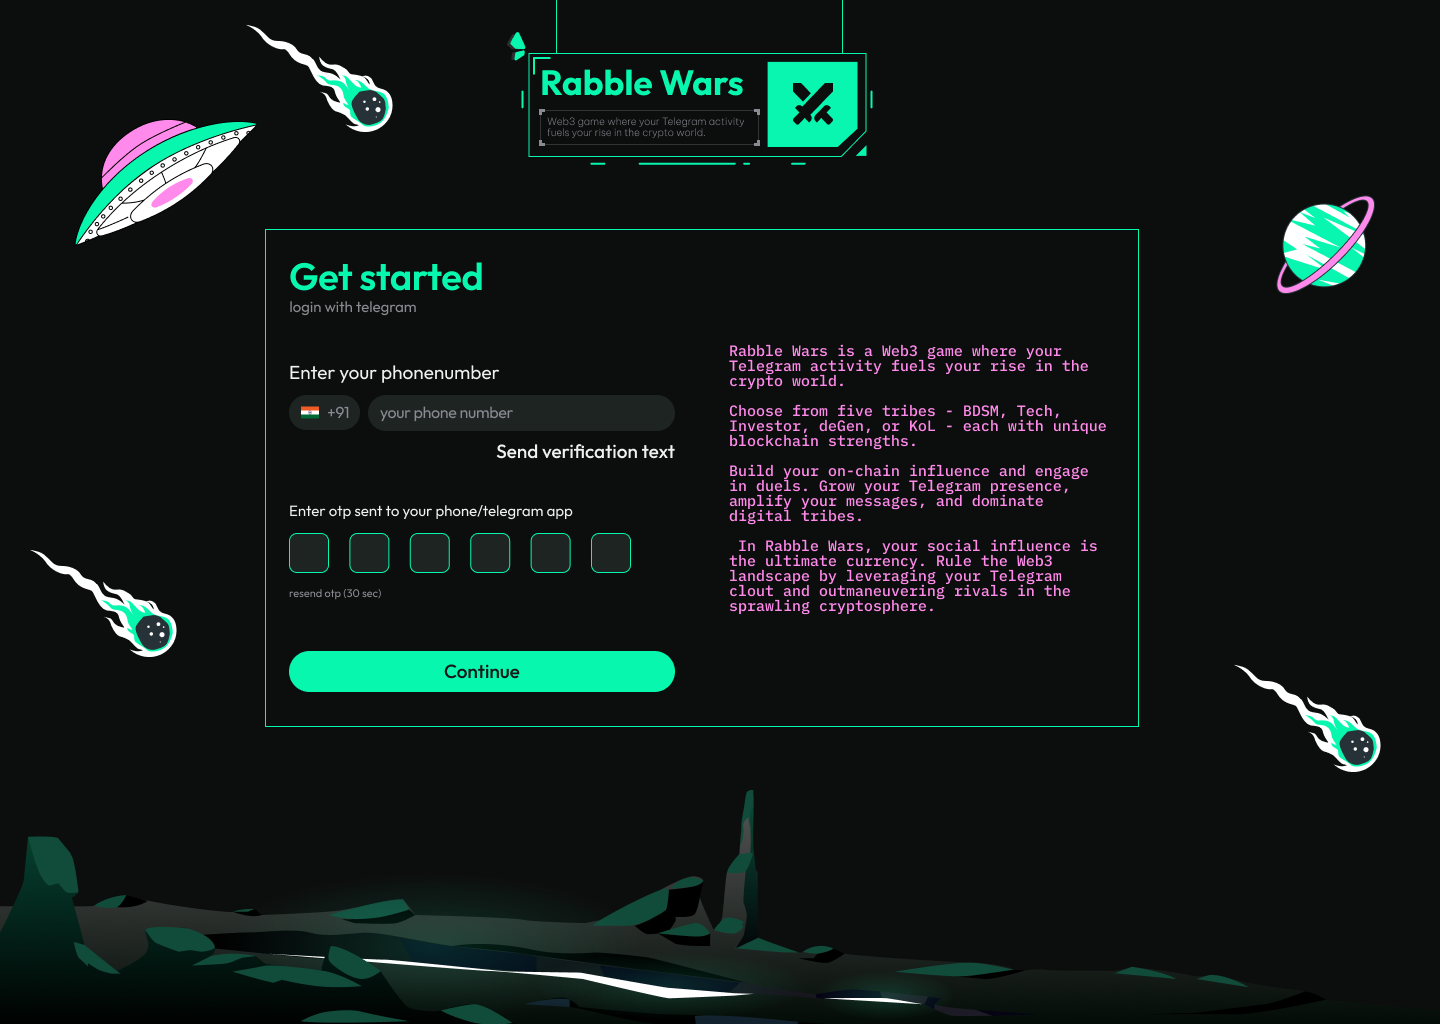 Rabble Wars
Web3 game where your Telegram activity
fuels your rise in the crypto world.
Get started
login with telegram
Enter your phonenumber
+91
your phone number
Send verification text
Enter otp sent to your phone/telegram app
resend otp (30 sec)
Continue
Rabble Wars is a Web3 game where your
Telegram activity fuels your rise in the
crypto world.
Choose from five tribes - BDSM, Tech,
Investor, deGen, or KoL - each with unique
blockchain strengths.
Build your on-chain influence and engage
in duels. Grow your Telegram presence,
amplify your messages, and dominate
digital tribes.
In Rabble Wars, your social influence is
the ultimate currency. Rule the Web3
landscape by leveraging your Telegram
clout and outmaneuvering rivals in the
sprawling cryptosphere.